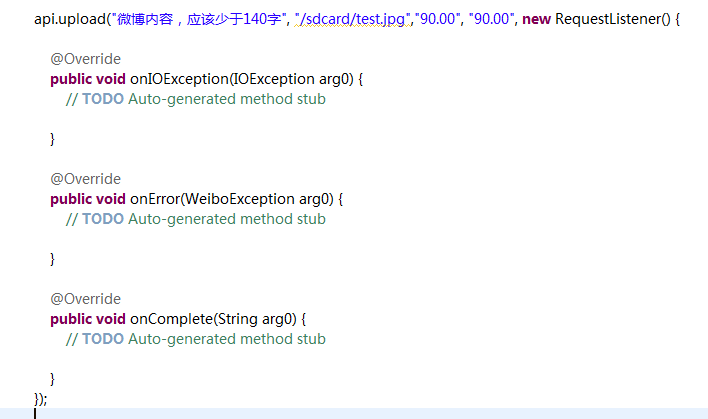 api.upload("微博内容，应该少于140字", "/sdcard/test.jpg","90.00", "90.00", new RequestListener() {
@Override
public void onIOException(IOException arg0) {
// TODO Auto-generated method stub
}
@Override
public void onError(WeiboException arg0) {
// TODO Auto-generated method stub
}
@Override
public void onComplete(String arg0) {
// TODO Auto-generated method stub
}
});